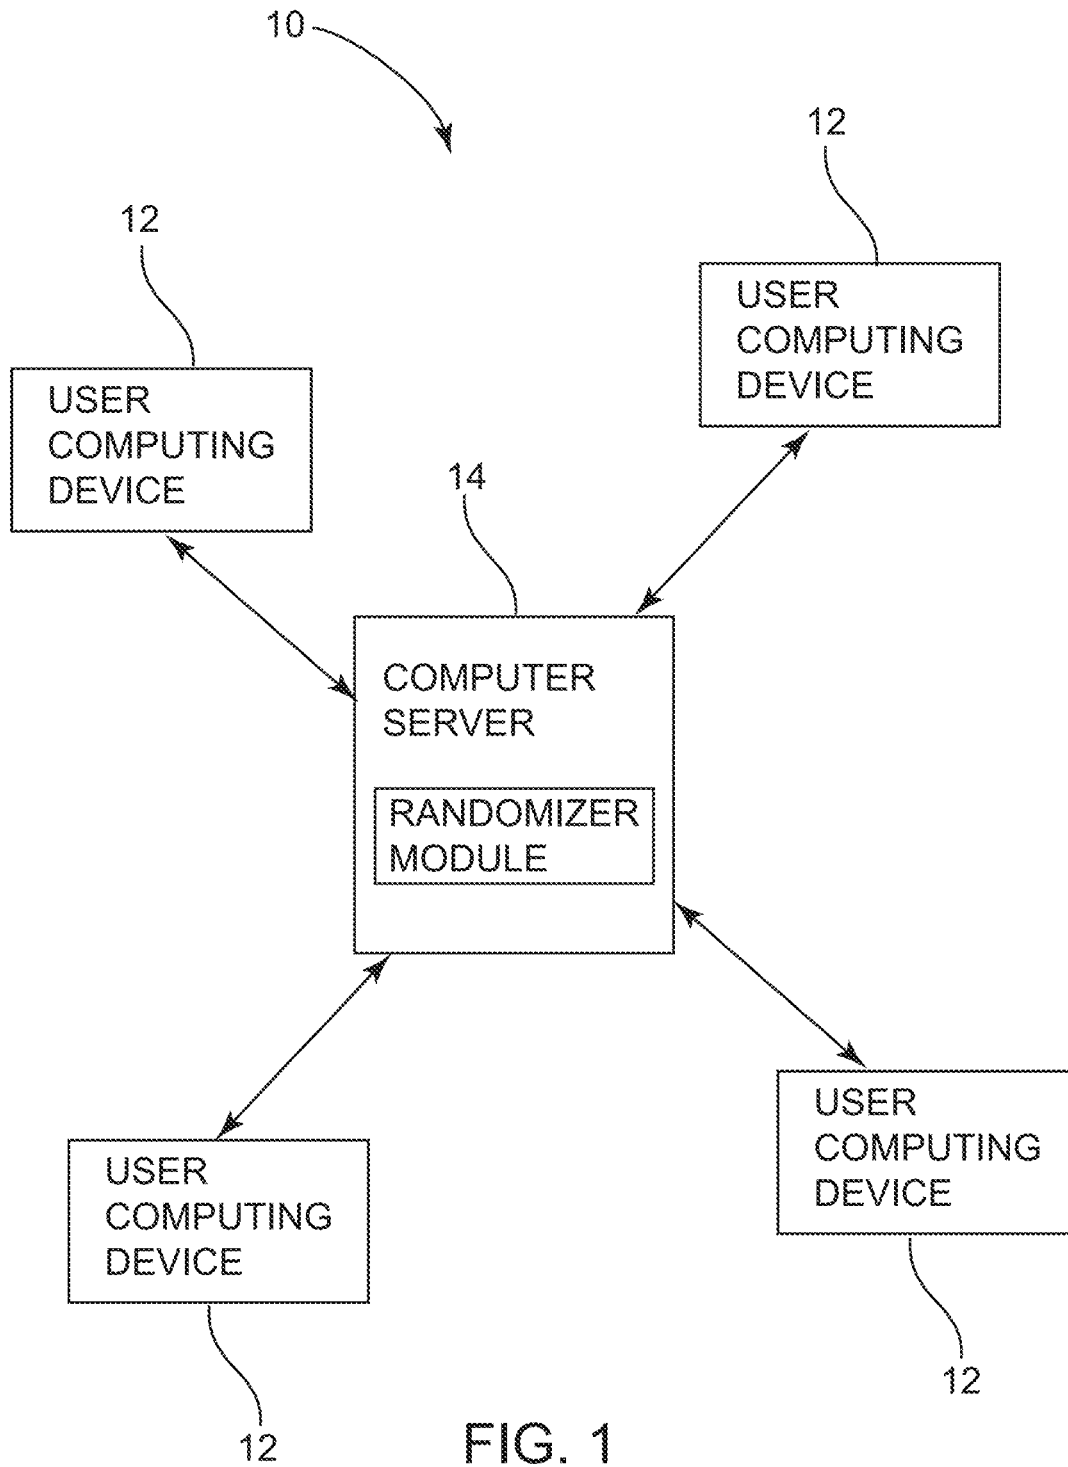 10
12
USER
COMPUTING
DEVICE
12
USER
COMPUTING
DEVICE
14
COMPUTER
SERVER
RANDOMIZER
MODULE
USER
COMPUTING
DEVICE
12
USER
COMPUTING
DEVICE
12
FIG. 1